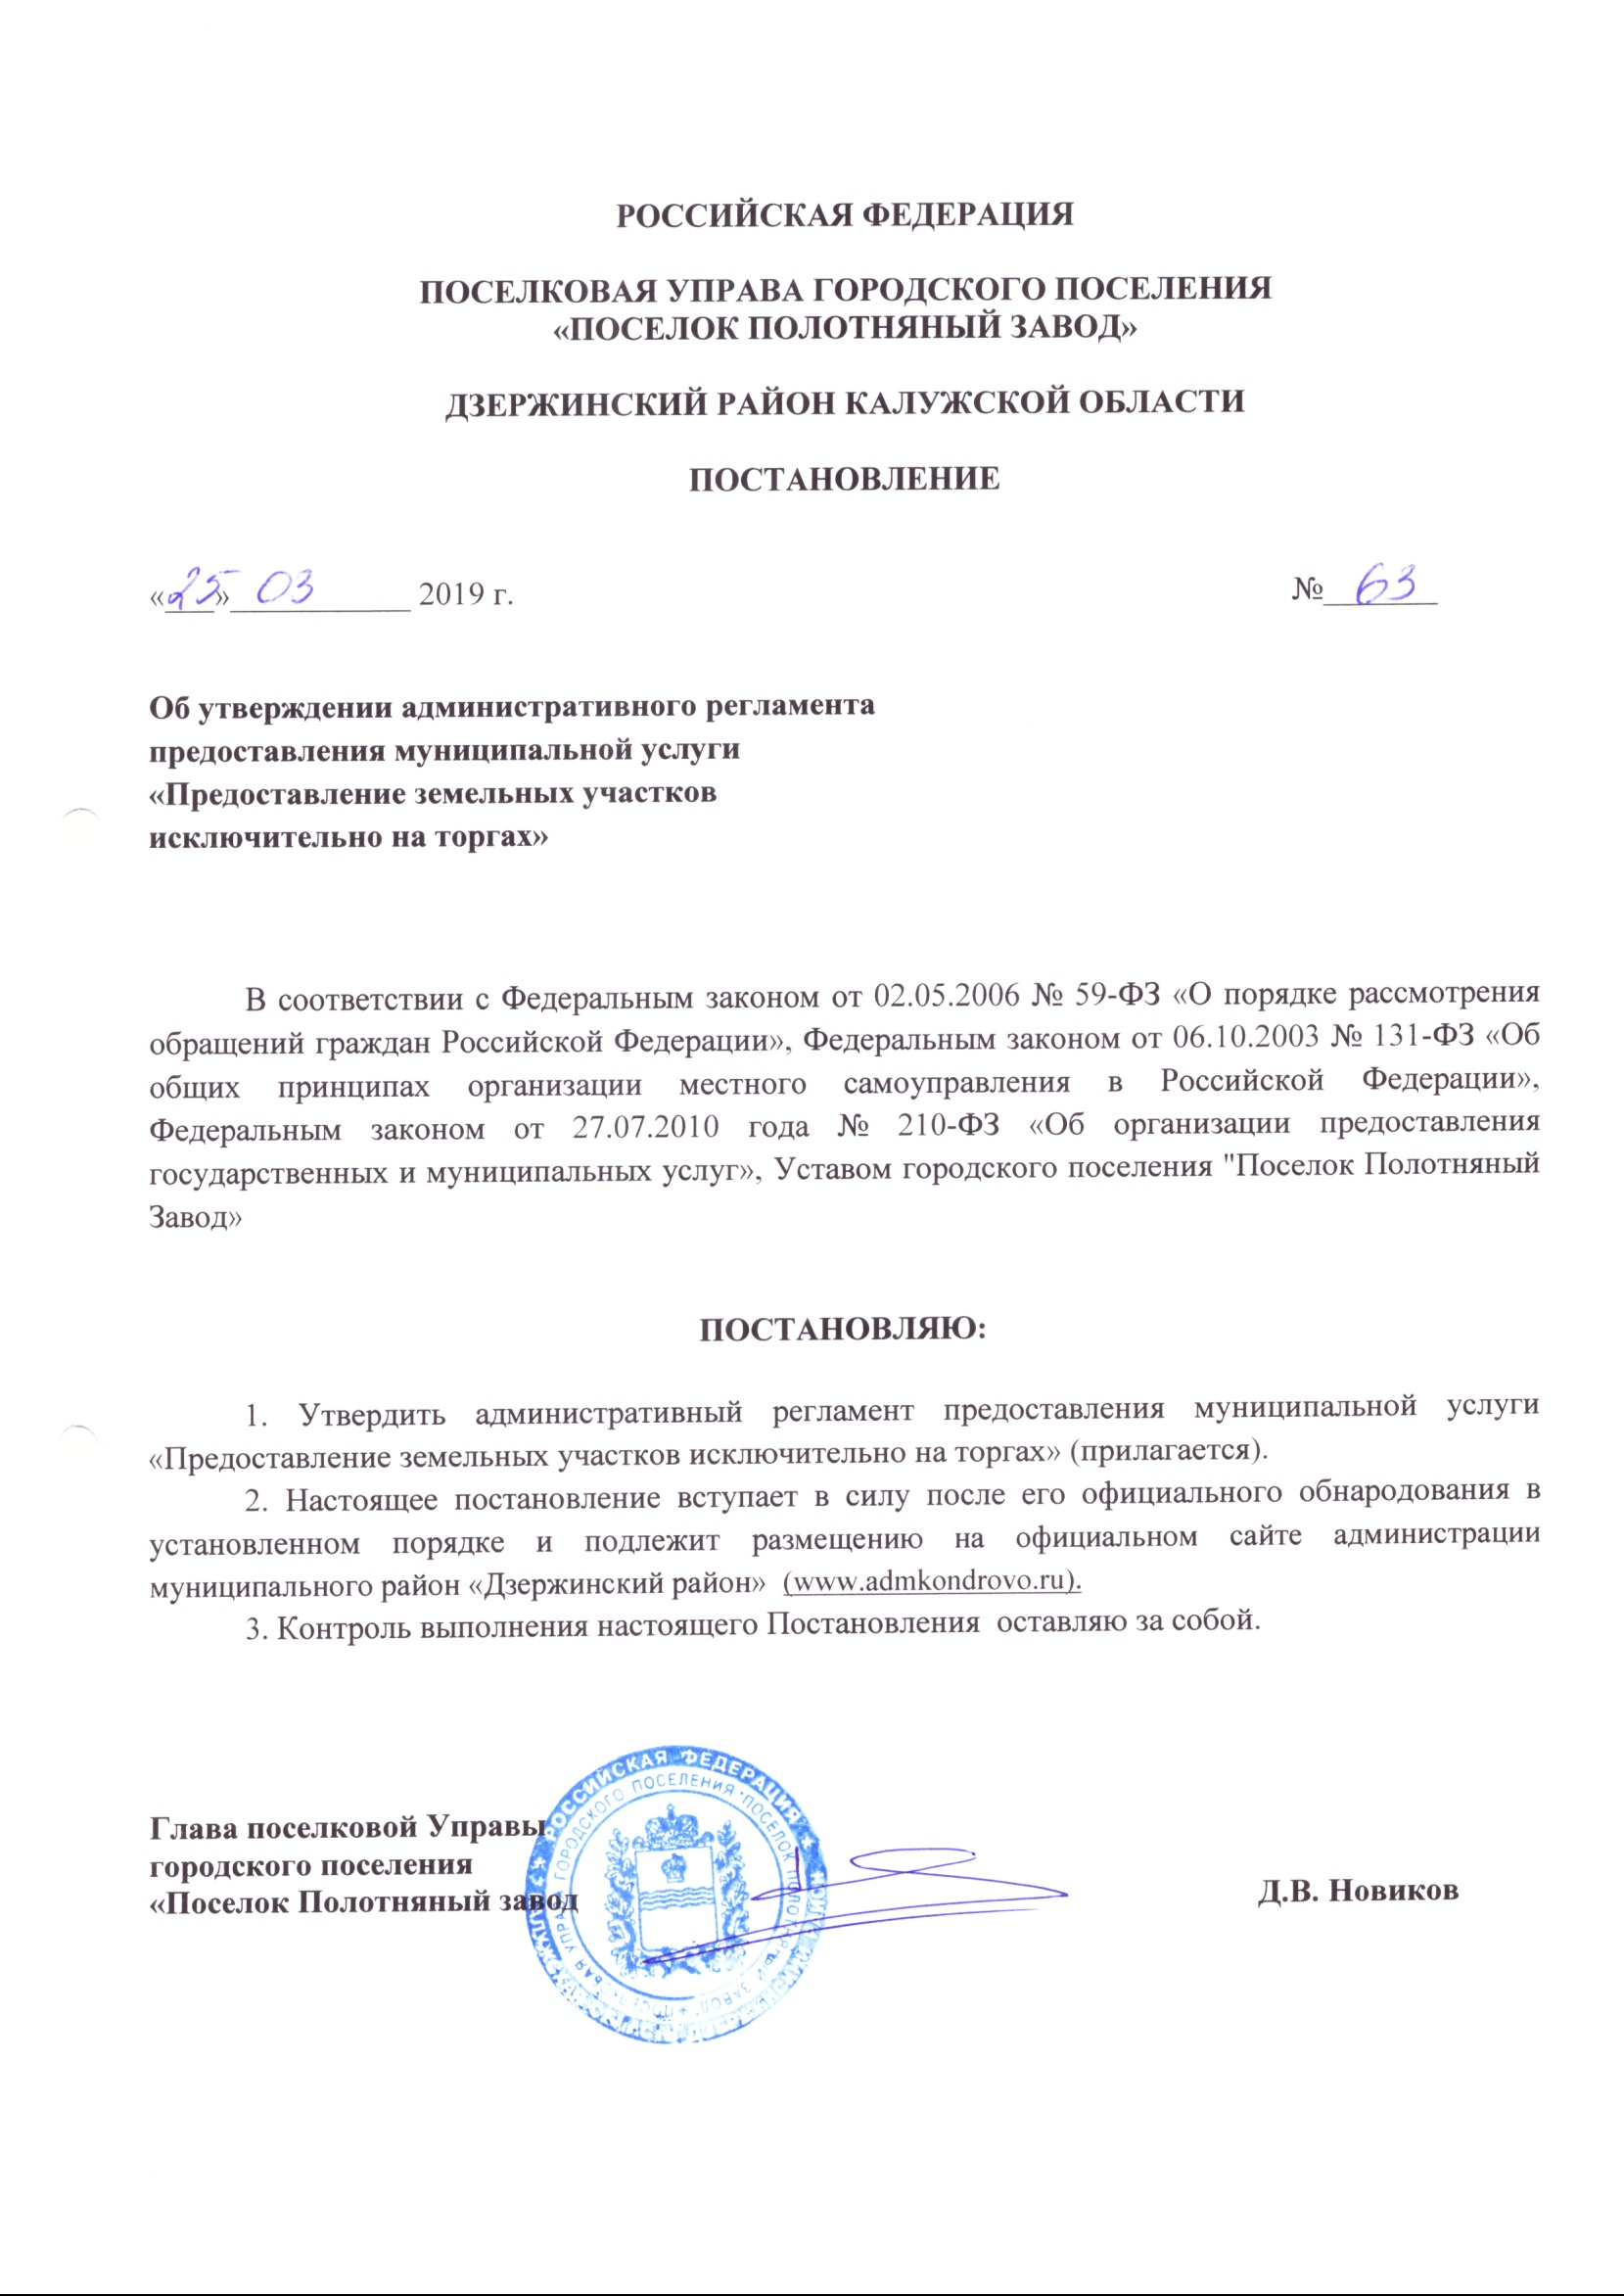 РОССИЙСКАЯ ФЕДЕРАЦИЯ
ПОСЕЛКОВАЯ УПРАВА ГОРОДСКОГО ПОСЕЛЕНИЯ
«ПОСЕЛОК ПОЛОТНЯНЫЙ ЗАВОД»
ДЗЕРЖИНСКИЙ РАЙОН КАЛУЖСКОЙ ОБЛАСТИ
ПОСТАНОВЛЕНИЕ
«25» 03 2019 г. № 63
Об утверждении административного регламента
предоставления муниципальной услуги
«Предоставление земельных участков
исключительно на торгах»
В соответствии с Федеральным законом от 02.05.2006 № 59-ФЗ «О порядке рассмотрения
обращений граждан Российской Федерации», Федеральным законом от 06.10.2003 № 131-ФЗ «Об
общих принципах организации местного самоуправления в Российской Федерации»,
Федеральным законом от 27.07.2010 года № 210-ФЗ «Об организации предоставления
государственных и муниципальных услуг», Уставом городского поселения "Поселок Полотняный
Завод»
ПОСТАНОВЛЯЮ:
1. Утвердить административный регламент предоставления муниципальной услуги
«Предоставление земельных участков исключительно на торгах» (прилагается).
2. Настоящее постановление вступает в силу после его официального обнародования в
установленном порядке и подлежит размещению на официальном сайте администрации
муниципального район «Дзержинский район» (www.admkondrovo.ru).
3. Контроль выполнения настоящего Постановления оставляю за собой.
Глава поселковой Управы
городского поселения
«Поселок Полотняный завод
Д.В. Новиков
РОССИЙСКАЯ ФЕДЕРАЦИЯ
ГОРОДСКОГО ПОСЕЛЕНИЯ "ПОСЕЛОК ПОЛОТНЯНЫЙ ЗАВОД"